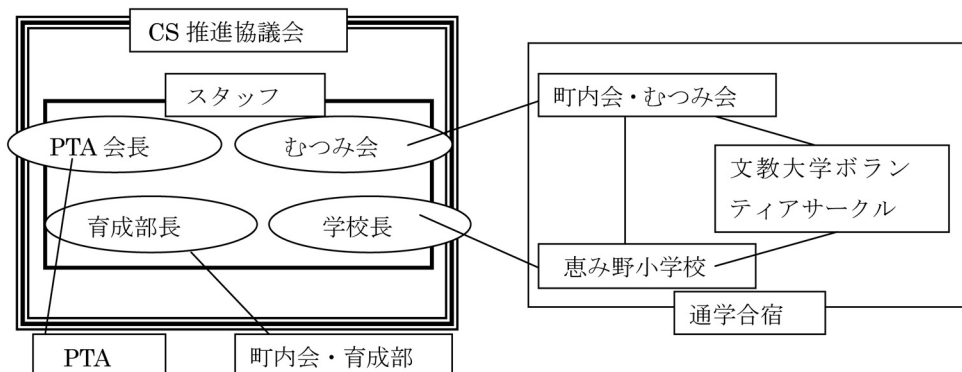 CS 推進協議会
スタッフ
PTA 会長
むつみ会
育成部長
学校長
PTA
町内会・育成部
町内会・むつみ会
文教大学ボラン
ティアサークル
恵み野小学校
通学合宿